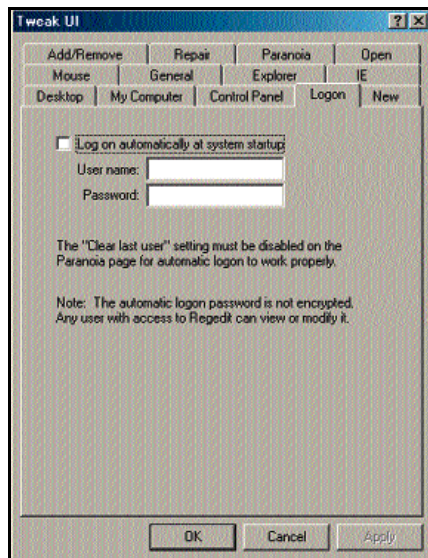 Tweak UI
Add/Remove Repair Paranoia Open
Mouse General Explorer IE
Desktop My Computer Control Panel Logon New
Log on automatically at system startup
User name:
Password:
The "Clear last user" setting must be disabled on the
Paranoia page for automatic logon to work properly.
Note: The automatic logon password is not encrypted.
Any user with access to Regedit can view or modify it.
OK Cancel Apply